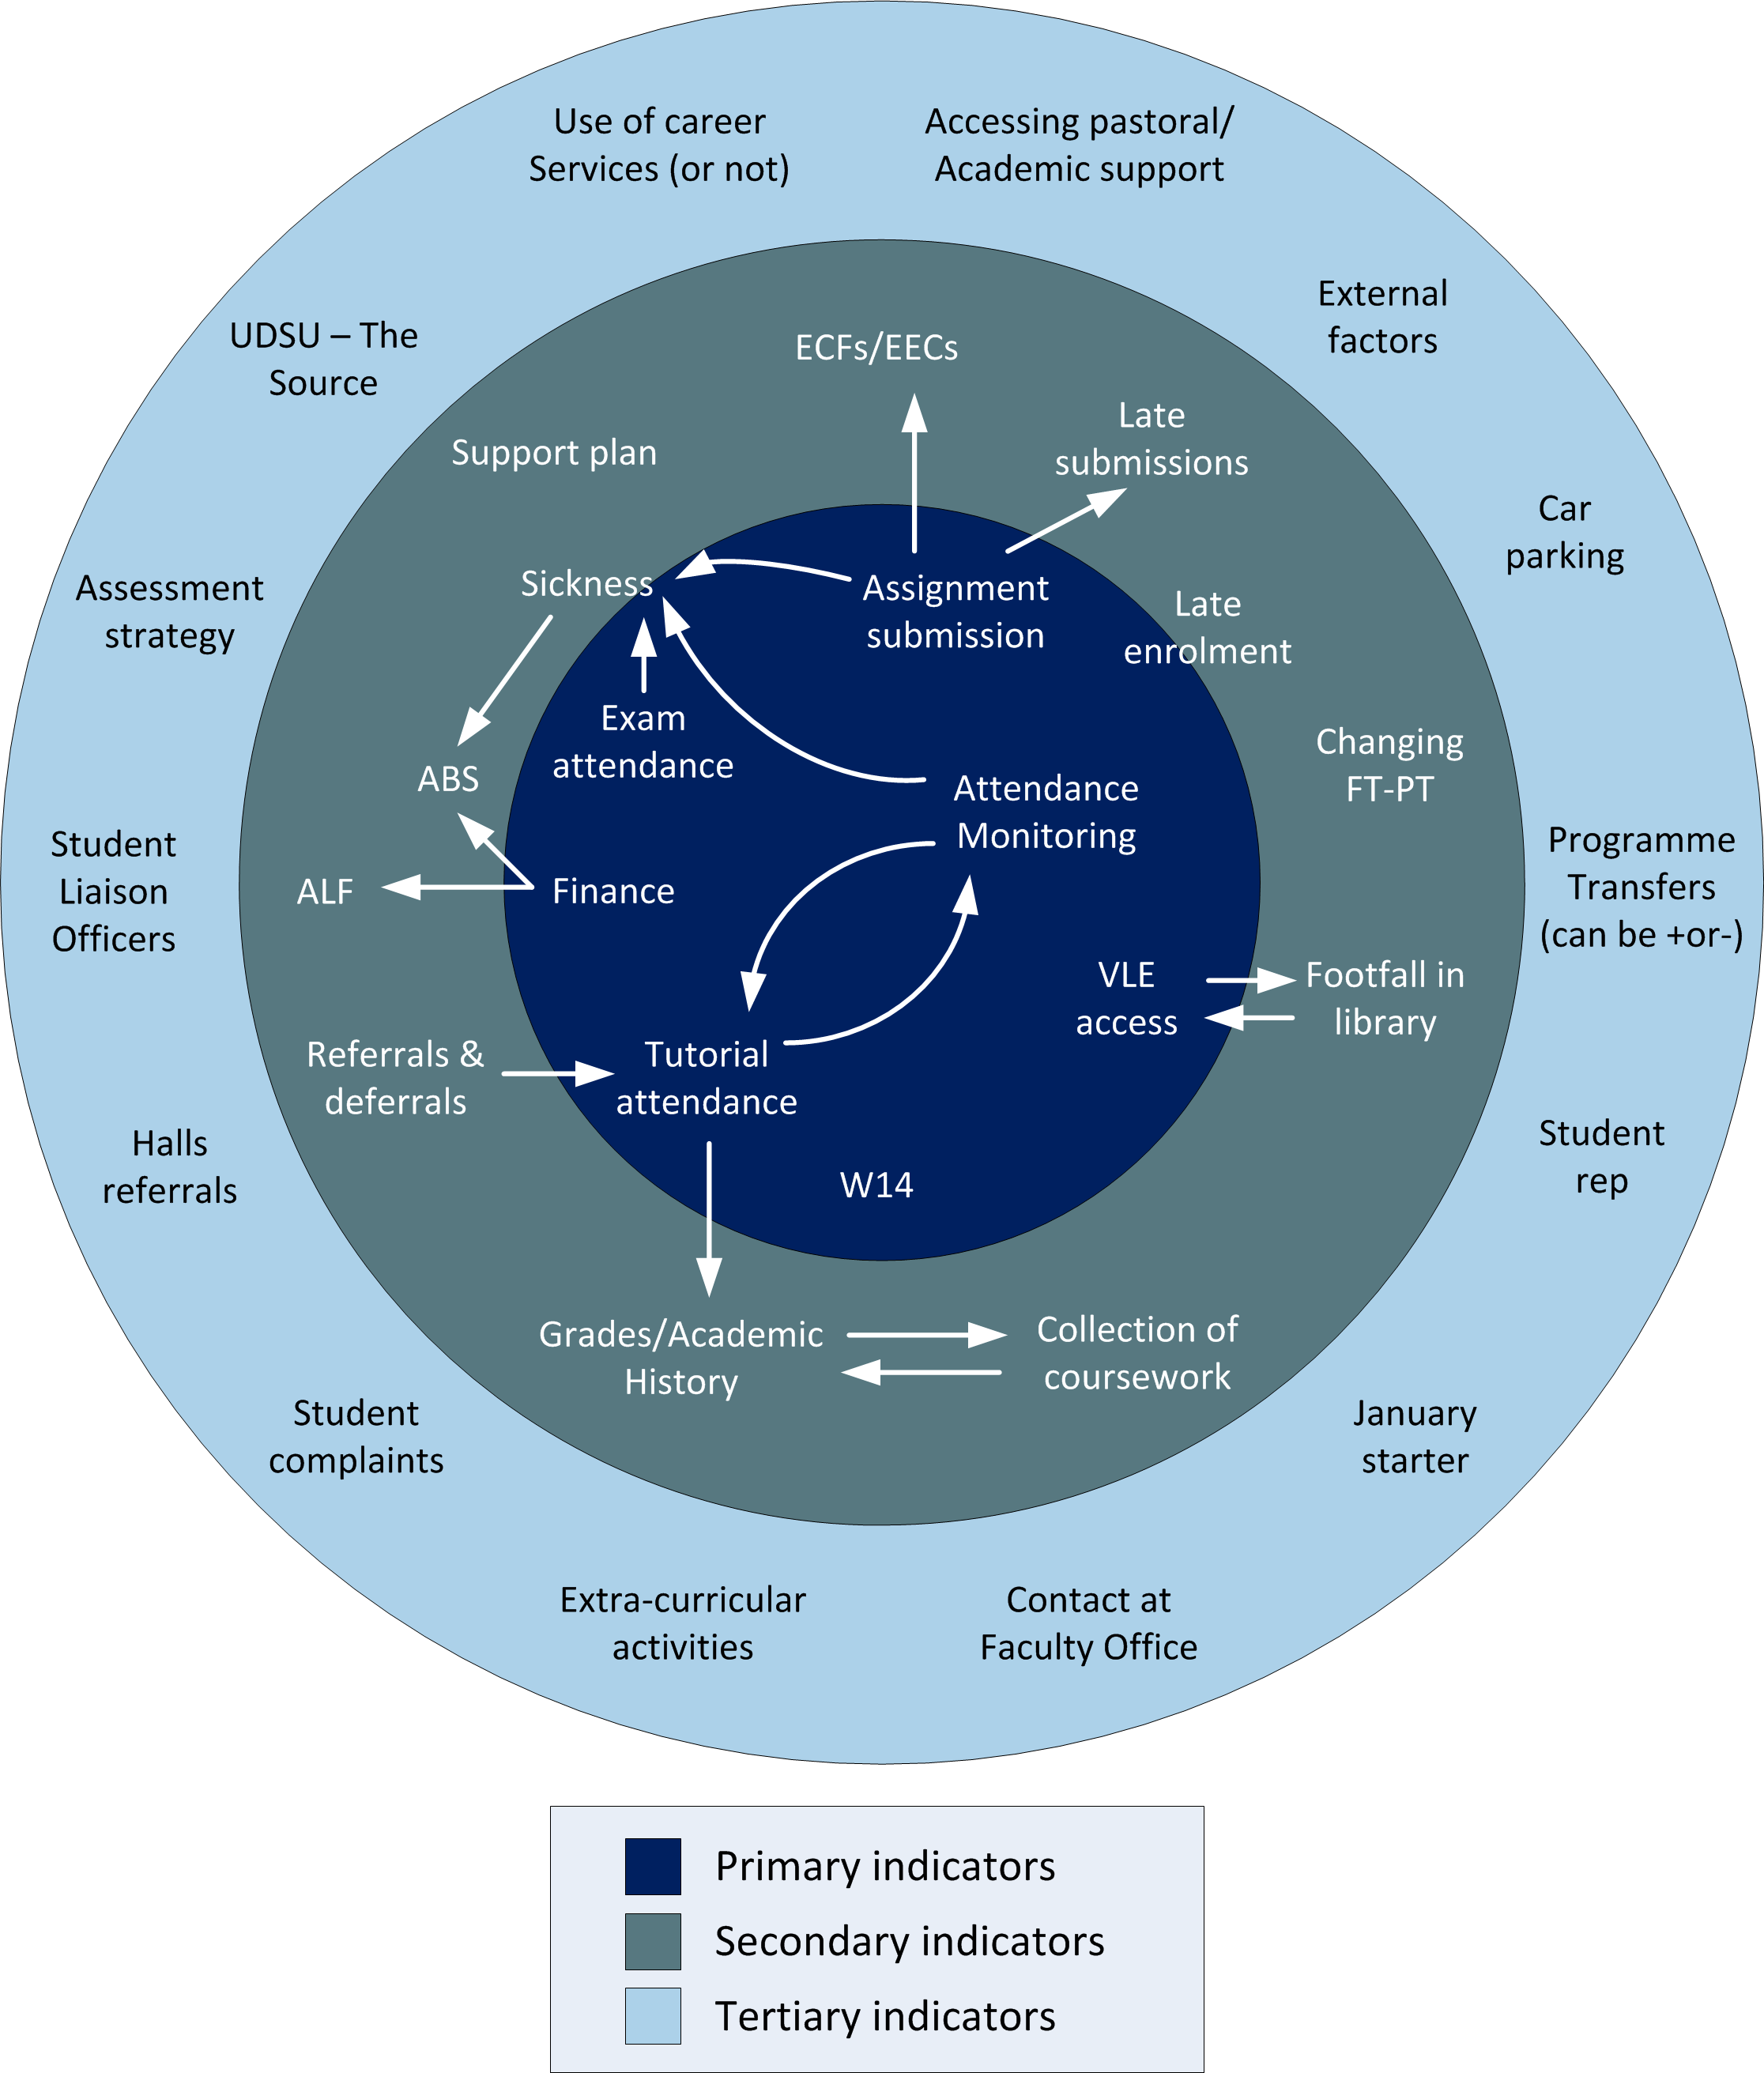 Use of career
Services (or not)
Accessing pastoral/
Academic support
External
factors
UDSU – The
Source
ECFs/EECs
Late
submissions
Support plan
Car
parking
Sickness
Assignment
submission
Late
enrolment
Assessment
strategy
Exam
attendance
Changing
FT-PT
ABS
Attendance
Monitoring
Student
Liaison
Officers
ALF
Finance
Programme
Transfers
(can be +or-)
VLE
access
Footfall in
library
Referrals &
deferrals
Tutorial
attendance
Halls
referrals
Student
rep
W14
Grades/Academic
History
Collection of
coursework
Student
complaints
January
starter
Extra-curricular
activities
Contact at
Faculty Office
Primary indicators
Secondary indicators
Tertiary indicators